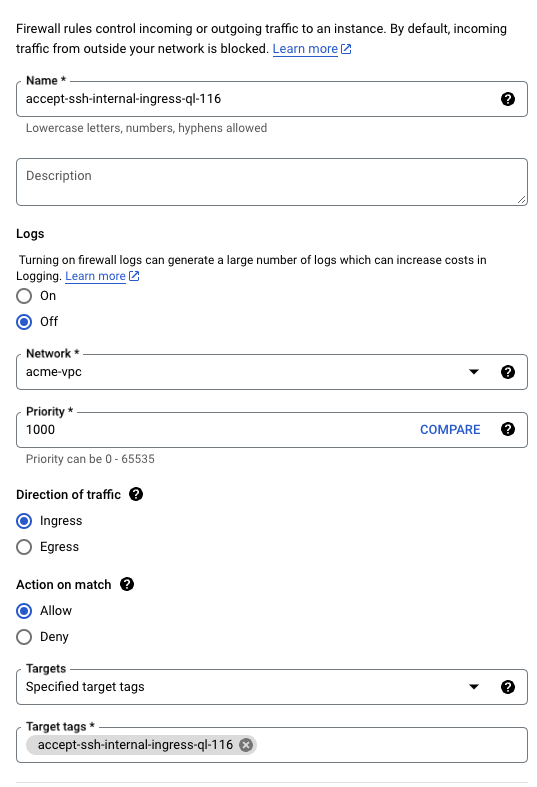 Firewall rules control incoming or outgoing traffic to an instance. By default, incoming
traffic from outside your network is blocked. Learn more
Name *
accept-ssh-internal-ingress-ql-116
Lowercase letters, numbers, hyphens allowed
Description
Logs
Turning on firewall logs can generate a large number of logs which can increase costs in
Logging. Learn more
On
Off
Network *
acme-vpc
Priority *
1000
COMPARE
Priority can be 0 - 65535
Direction of traffic
Ingress
Egress
Action on match
Allow
Deny
Targets
Specified target tags
Target tags *
accept-ssh-internal-ingress-ql-116